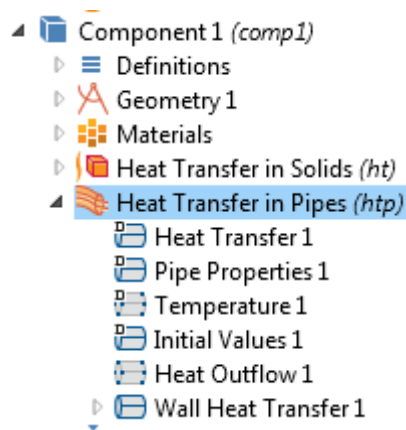 Component 1 (comp1)
Definitions
Geometry 1
Materials
Heat Transfer in Solids (ht)
Heat Transfer in Pipes (htp)
Heat Transfer 1
Pipe Properties 1
Temperature 1
Initial Values 1
Heat Outflow 1
Wall Heat Transfer 1